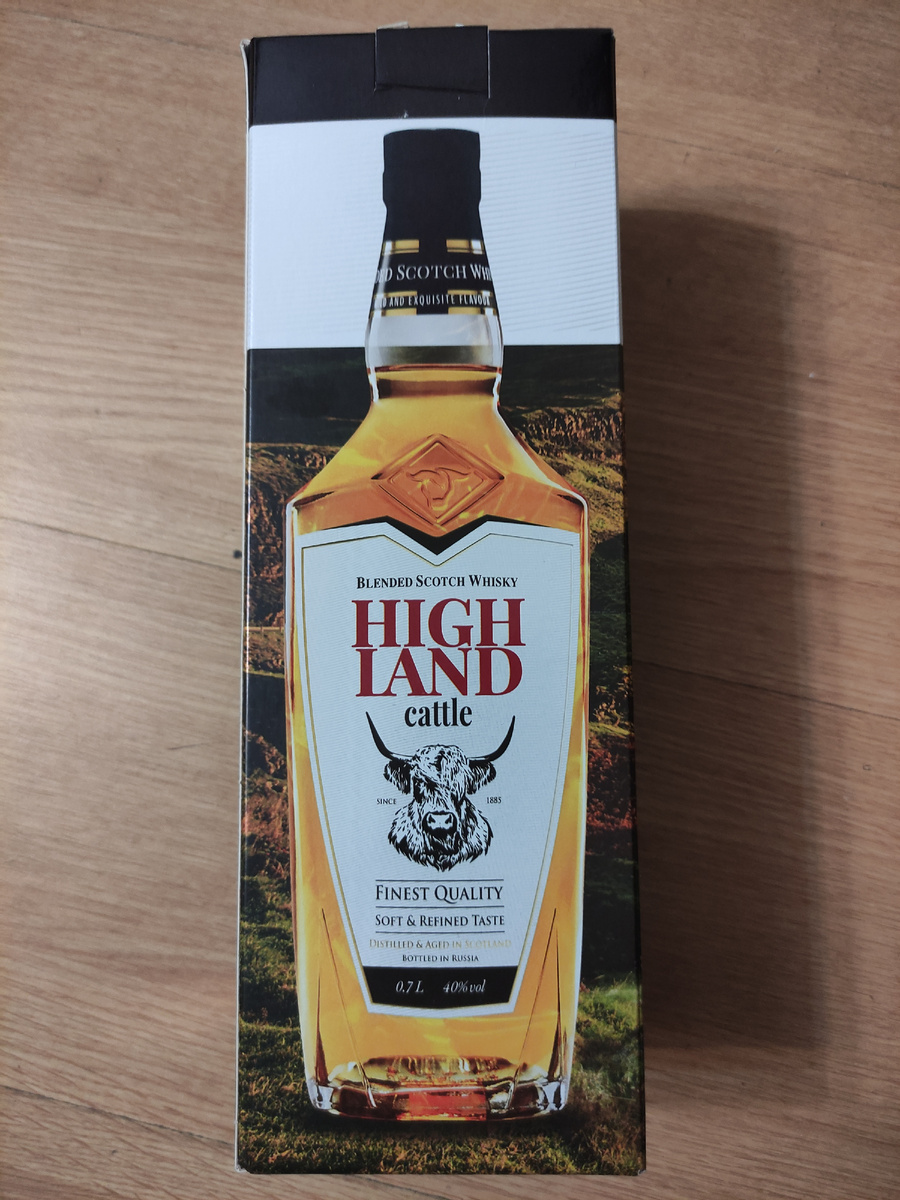 D SCOTCH WHI
D AND EXQUISITE FLAVOUR
BLENDED SCOTCH WHISKY
HIGH
LAND
cattle
SINCE 1885
FINEST QUALITY
SOFT & REFINED TASTE
DISTILLED & AGED IN SCOTLAND
BOTTLED IN RUSSIA
0.7 L 40% vol